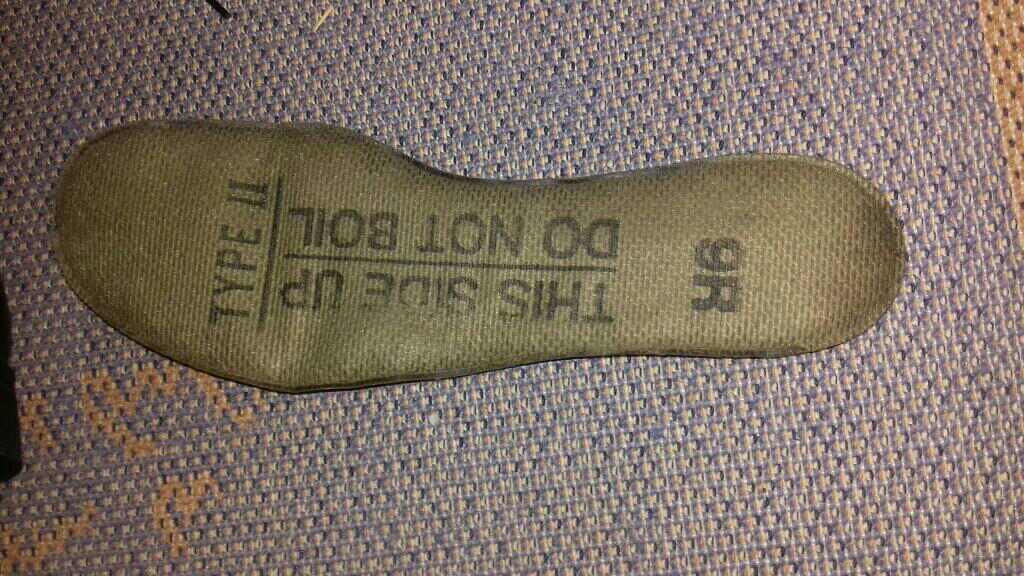 9R
THIS SIDE UP
DO NOT BOIL
TYPE II